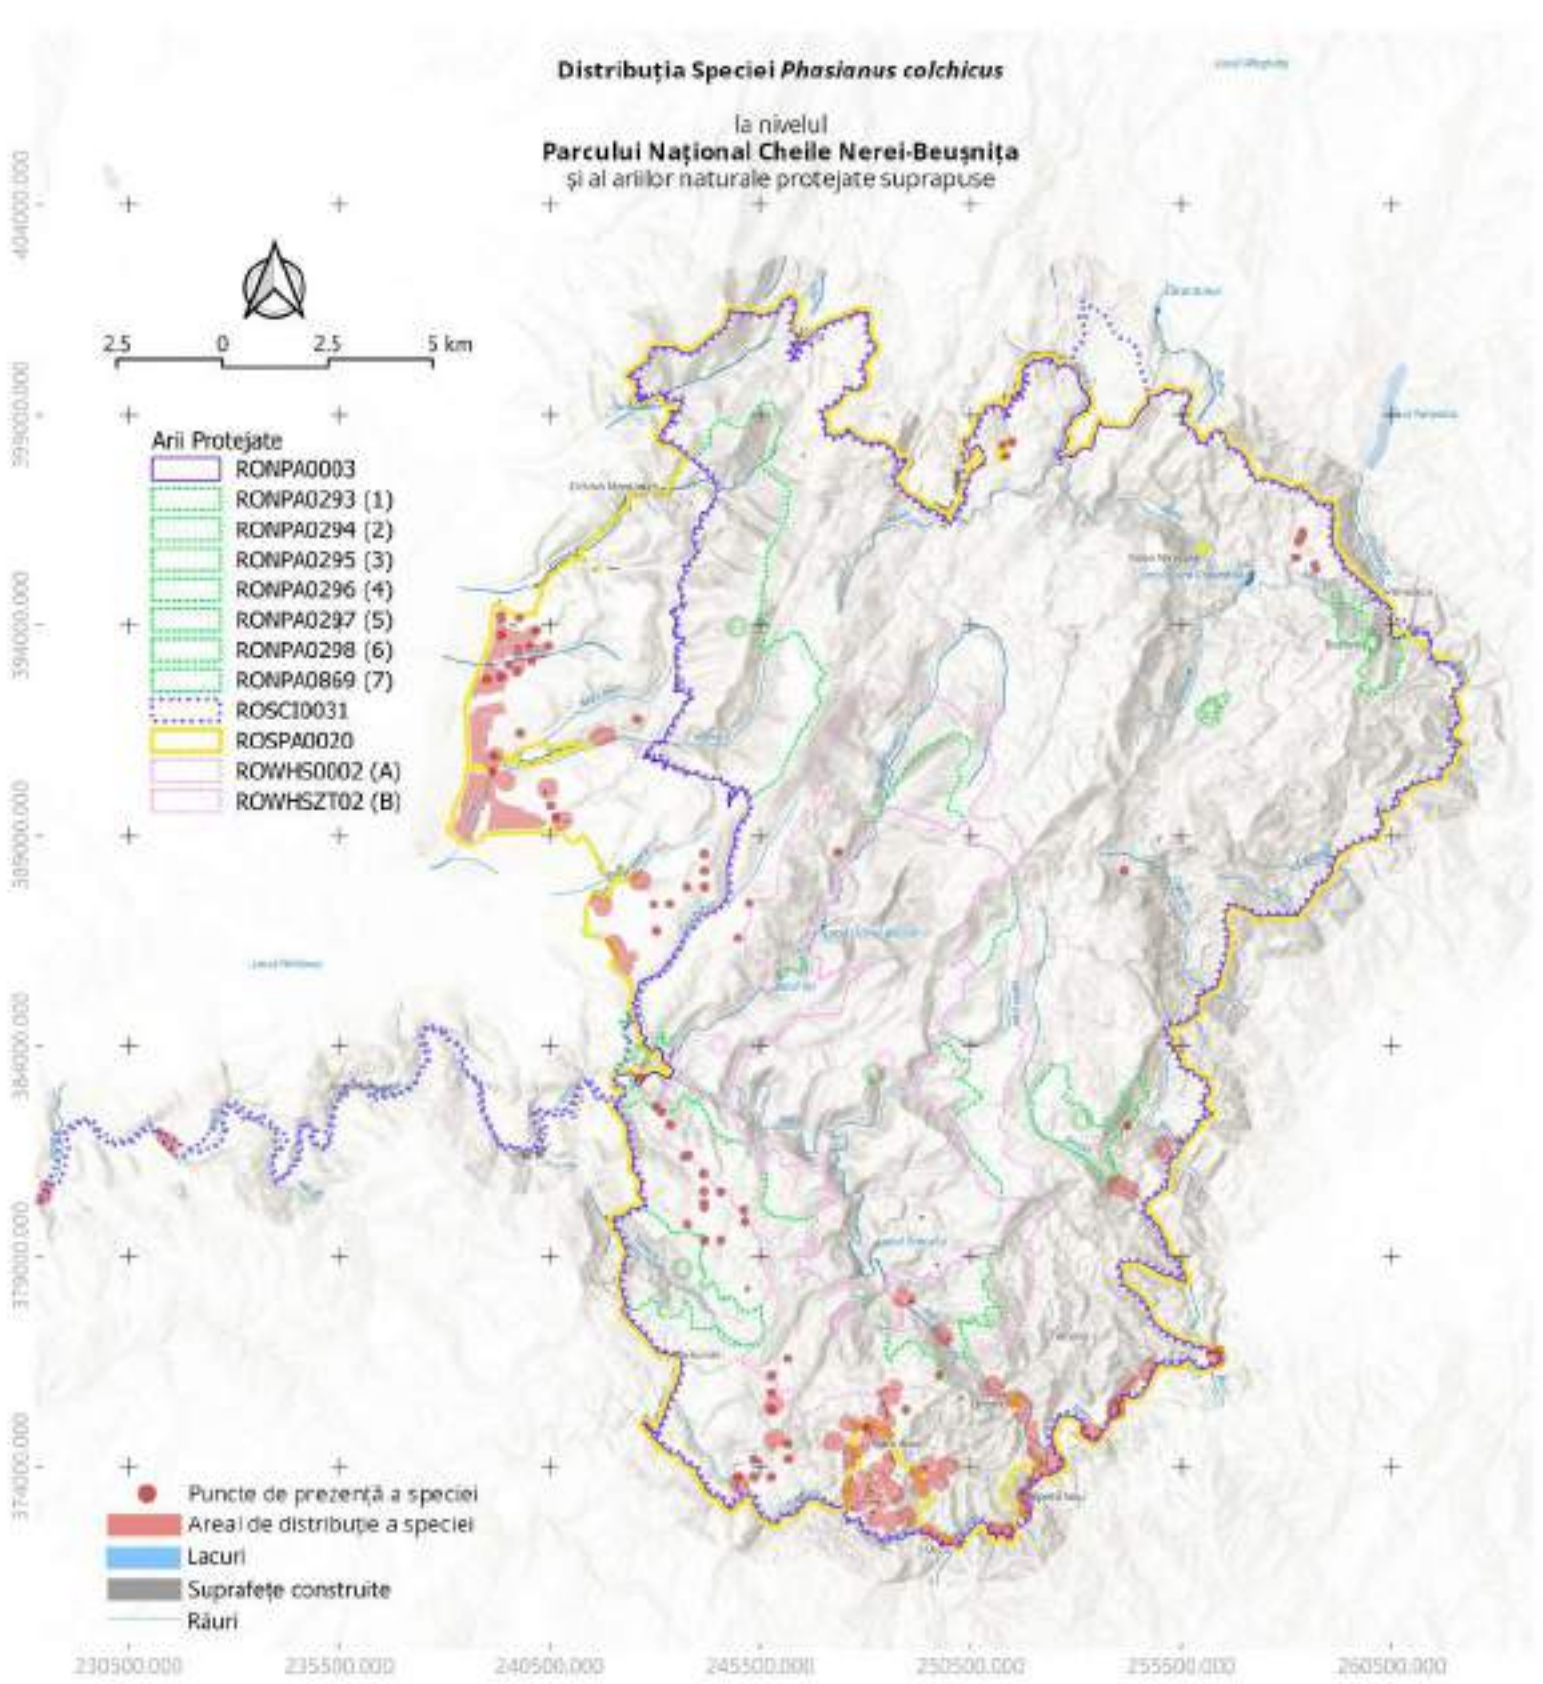 Distribuția Speciei Phasianus colchicus
la nivelul
Parcului Național Cheile Nerei-Beușnița
și al ariilor naturale protejate suprapuse
404000.000
399000.000
394000.000
389000.000
384000.000
379000.000
374000.000
2.5 0 2.5 5 km
Arii Protejate
RONPA0003
RONPA0293 (1)
RONPA0294 (2)
RONPA0295 (3)
RONPA0296 (4)
RONPA0297 (5)
RONPA0298 (6)
RONPA0869 (7)
ROSCI0031
ROSPA0020
ROWHS0002 (A)
ROWHSZT02 (B)
Puncte de prezență a speciei
Areal de distribuție a speciei
Lacuri
Suprafețe construite
Râuri
230500.000 235500.000 240500.000 245500.000 250500.000 255500.000 260500.000